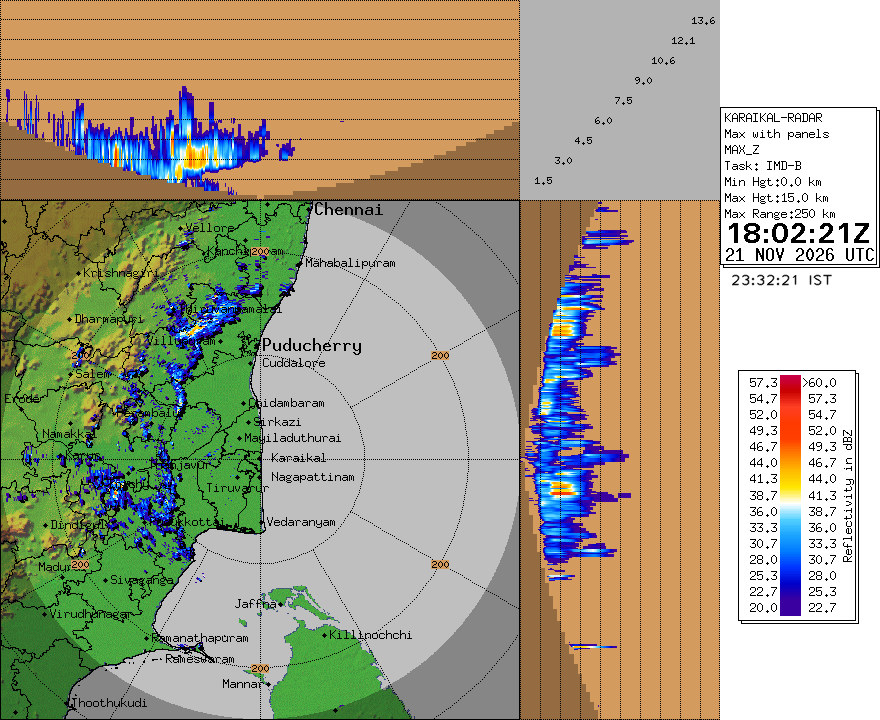 13.6
12.1
10.6
9.0
7.5
6.0
4.5
3.0
1.5
KARAIKAL-RADAR
Max with panels
MAX_Z
Task: IMD-B
Min Hgt:0.0 km
Max Hgt:15.0 km
Max Range:250 km
18:02:21Z
21 NOV 2026 UTC
23:32:21 IST
Chennai
Vellore
200
Mahabalipuram
Krishnagiri
Dharmapuri
Puducherry
200
200
Cuddalore
Salem
Erode
Chidambaram
Sirkazi
Namakkal
Mayiladuthurai
Karaikal
Nagapattinam
Tiruvarur
Vedaranyam
200
200
Sivaganga
Jaffna
Virudhunagar
Killinochchi
Ramanathapuram
Rameswaram
200
Mannar
Thoothukudi
57.3 >60.0
54.7 57.3
52.0 54.7
49.3 52.0
46.7 49.3
44.0 46.7
41.3 44.0
38.7 41.3
36.0 38.7
33.3 36.0
30.7 33.3
28.0 30.7
25.3 28.0
22.7 25.3
20.0 22.7
Reflectivity in dBZ